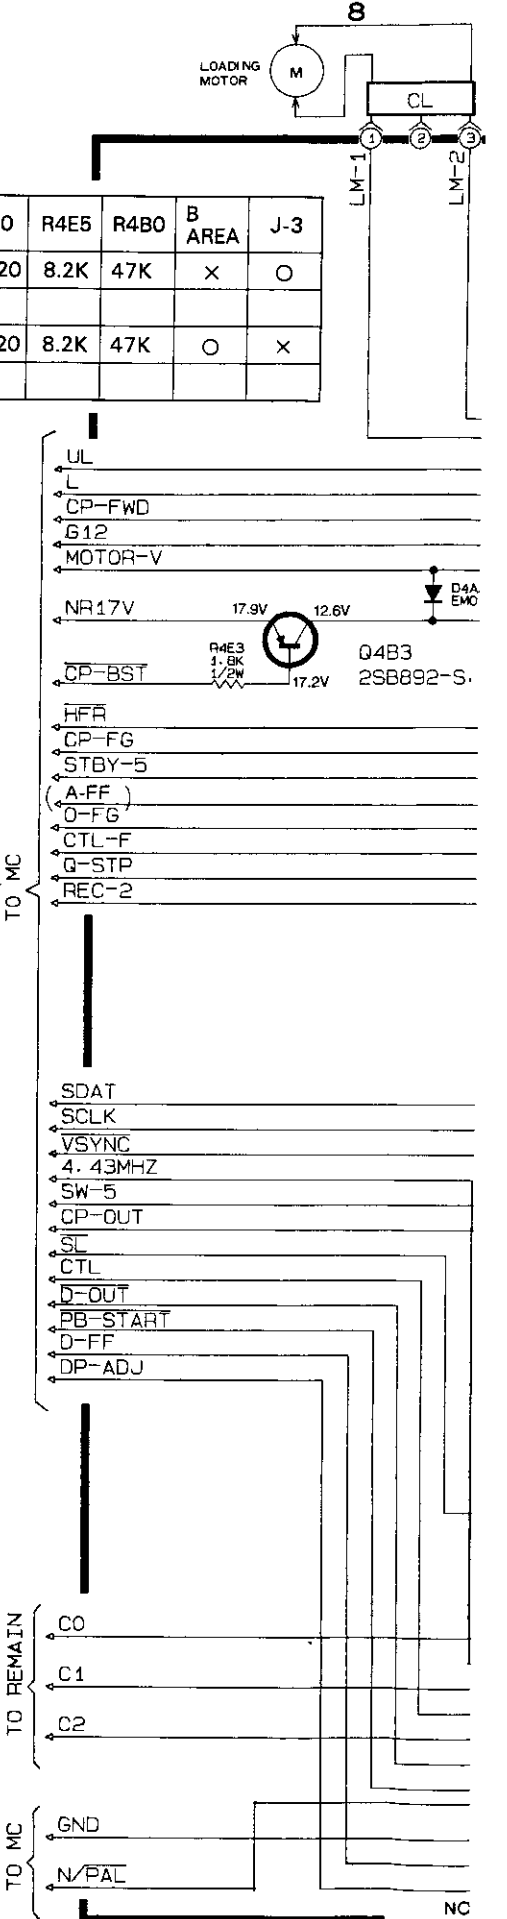 8
LOADING
MOTOR
M
CL
1 2 3
LM-1
LM-2
0 R4E5 R4B0 B AREA J-3
20 8.2K 47K × ○
20 8.2K 47K ○ ×
TO MC
UL
L
CP-FWD
G12
MOTOR-V
D4A
EMO
NR17V
17.9V
12.6V
R4E3
1.8K
1/2W
Q4B3
2SB892-S
CP-BST
17.2V
HFR
CP-FG
STBY-5
(A-FF)
D-FG
CTL-F
Q-STP
REC-2
SDAT
SCLK
VSYNC
4.43MHZ
SW-5
CP-OUT
SL
CTL
D-OUT
PB-START
D-FF
DP-ADJ
TO REMAIN
C0
C1
C2
TO MC
GND
N/PAL
NO